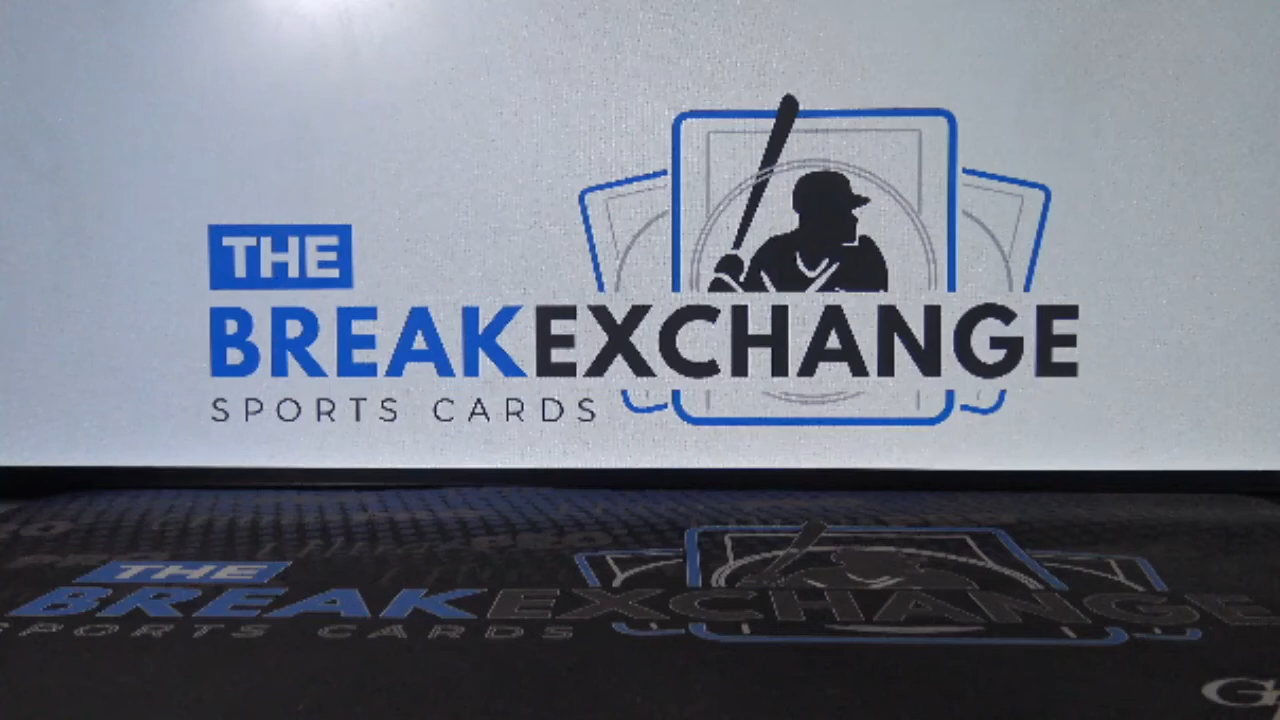 THE
BREAKEXCHANGE
SPORTS CARDS
THE
BREAKEXCHANGE
SPORTS CARDS
G